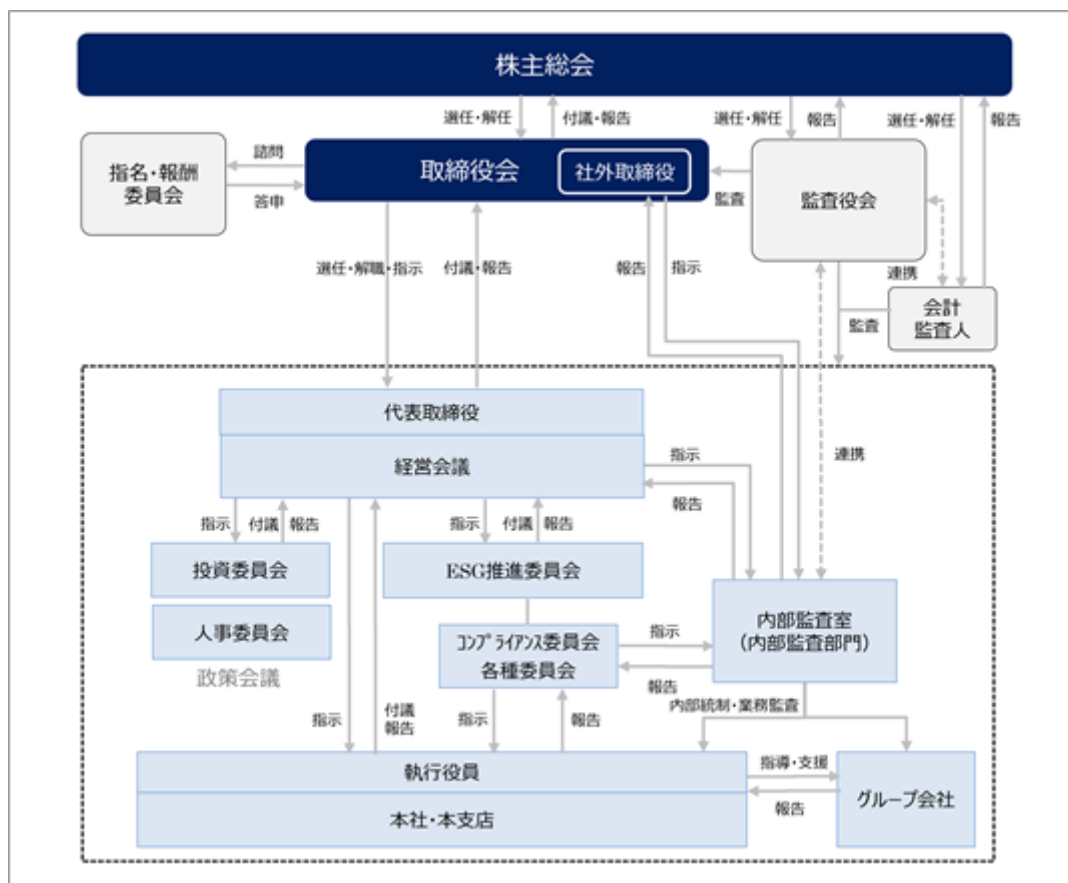 株主総会
選任・解任
付議・報告
選任・解任
報告
選任・解任
報告
指名・報酬
委員会
諮問
答申
取締役会
社外取締役
監査
監査役会
選任・解職・指示
付議・報告
報告
指示
連携
会計
監査人
監査
代表取締役
経営会議
指示
報告
連携
指示
付議
報告
指示
付議
報告
投資委員会
ESG推進委員会
人事委員会
政策会議
コンプライアンス委員会
各種委員会
指示
報告
内部監査室
(内部監査部門)
内部統制・業務監査
指示
付議
報告
指示
報告
執行役員
本社・本支店
指導・支援
報告
グループ会社